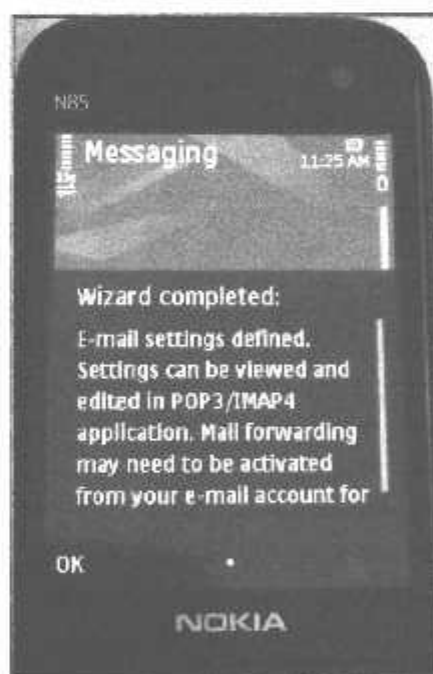 N85
Messaging
11:25 AM
Wizard completed:
E-mail settings defined.
Settings can be viewed and
edited in POP3/IMAP4
application. Mail forwarding
may need to be activated
from your e-mail account for
OK
NOKIA